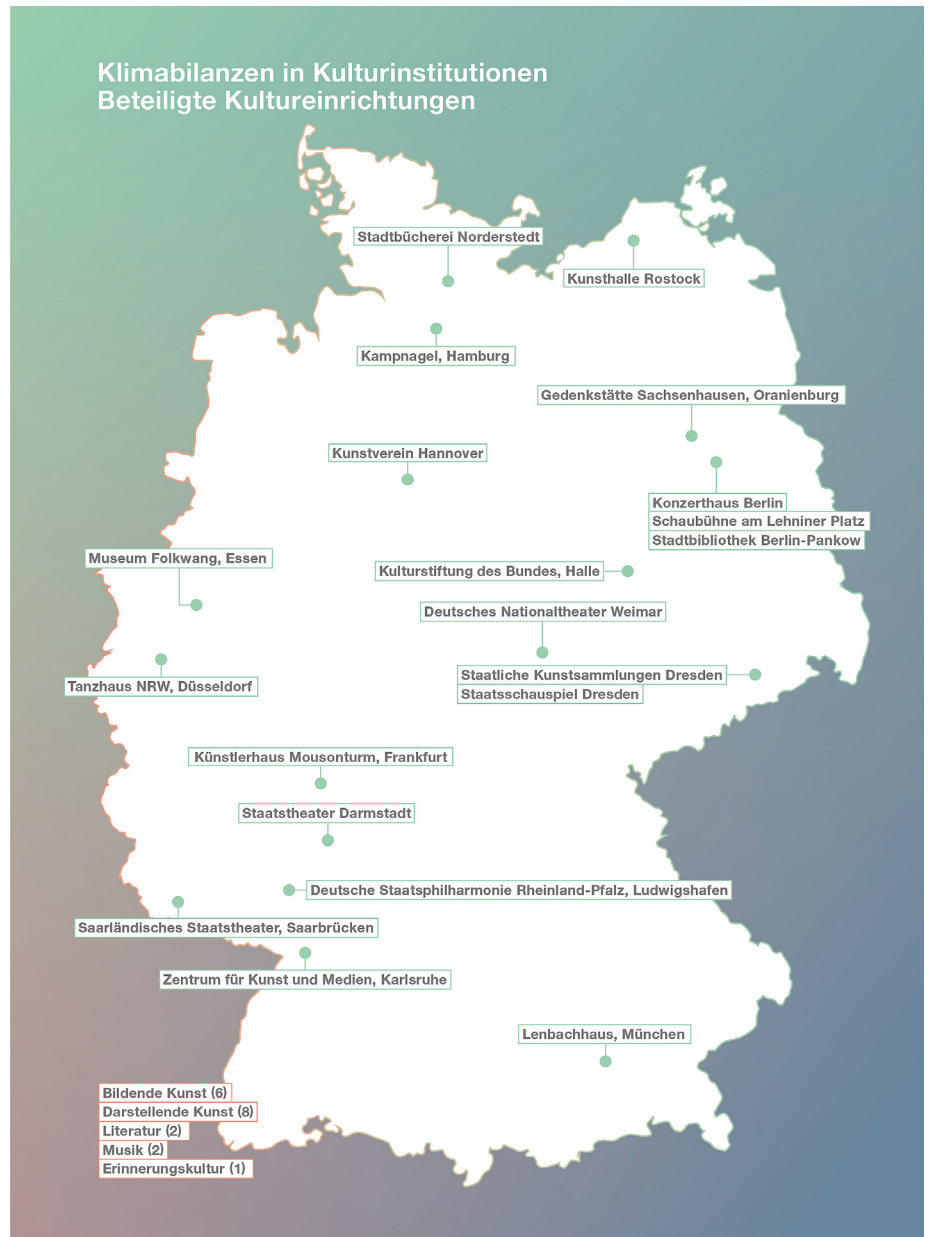 Klimabilanzen in Kulturinstitutionen
Beteiligte Kultureinrichtungen
Stadtbücherei Norderstedt
Kunsthalle Rostock
Kampnagel, Hamburg
Gedenkstätte Sachsenhausen, Oranienburg
Kunstverein Hannover
Konzerthaus Berlin
Schaubühne am Lehniner Platz
Stadtbibliothek Berlin-Pankow
Museum Folkwang, Essen
Kulturstiftung des Bundes, Halle
Deutsches Nationaltheater Weimar
Staatliche Kunstsammlungen Dresden
Staatsschauspiel Dresden
Tanzhaus NRW, Düsseldorf
Künstlerhaus Mousonturm, Frankfurt
Staatstheater Darmstadt
Deutsche Staatsphilharmonie Rheinland-Pfalz, Ludwigshafen
Saarländisches Staatstheater, Saarbrücken
Zentrum für Kunst und Medien, Karlsruhe
Lenbachhaus, München
Bildende Kunst (6)
Darstellende Kunst (8)
Literatur (2)
Musik (2)
Erinnerungskultur (1)